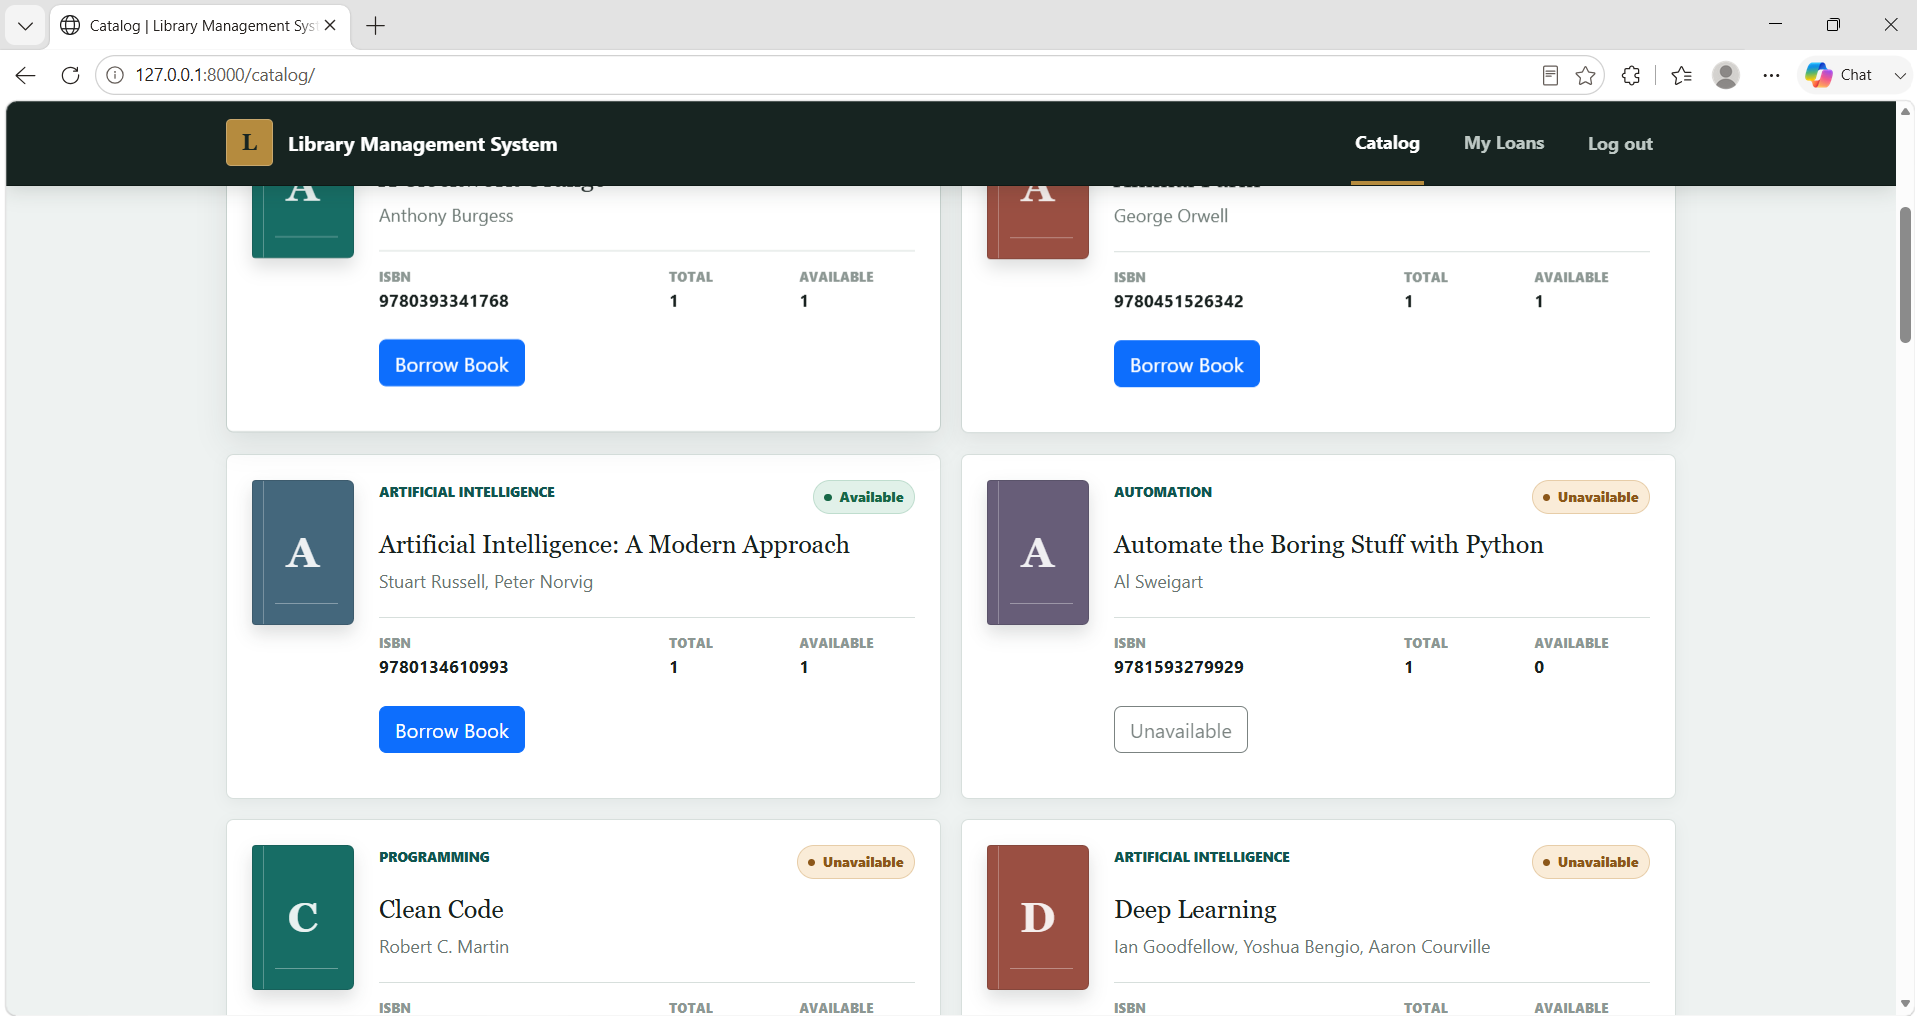 Catalog | Library Management Sys
127.0.0.1:8000/catalog/
Chat
L
Library Management System
Catalog
My Loans
Log out
A
Anthony Burgess
ISBN TOTAL AVAILABLE
9780393341768 1 1
Borrow Book
A
George Orwell
ISBN TOTAL AVAILABLE
9780451526342 1 1
Borrow Book
A
ARTIFICIAL INTELLIGENCE
Available
Artificial Intelligence: A Modern Approach
Stuart Russell, Peter Norvig
ISBN TOTAL AVAILABLE
9780134610993 1 1
Borrow Book
A
AUTOMATION
Unavailable
Automate the Boring Stuff with Python
Al Sweigart
ISBN TOTAL AVAILABLE
9781593279929 1 0
Unavailable
C
PROGRAMMING
Unavailable
Clean Code
Robert C. Martin
ISBN TOTAL AVAILABLE
D
ARTIFICIAL INTELLIGENCE
Unavailable
Deep Learning
Ian Goodfellow, Yoshua Bengio, Aaron Courville
ISBN TOTAL AVAILABLE